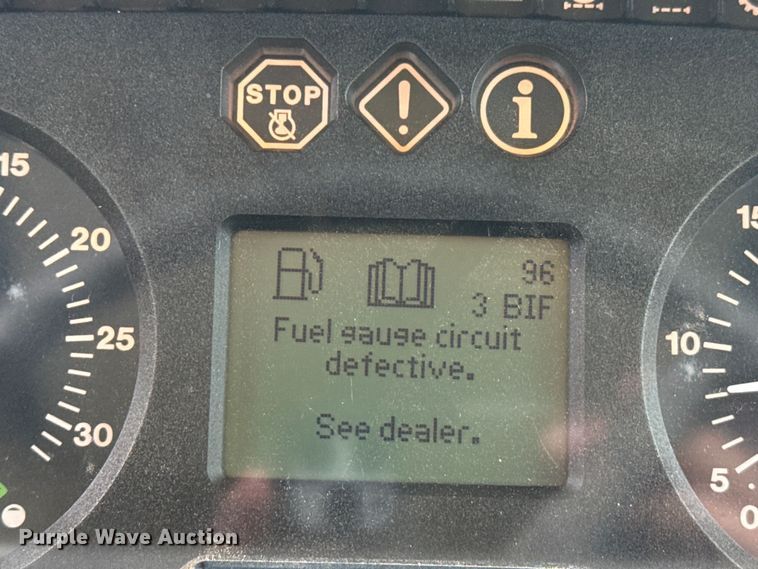 STOP
!
i
96
3 BIF
Fuel gauge circuit
defective.
See dealer.
15
20
25
30
15
10
5
0
Purple Wave Auction